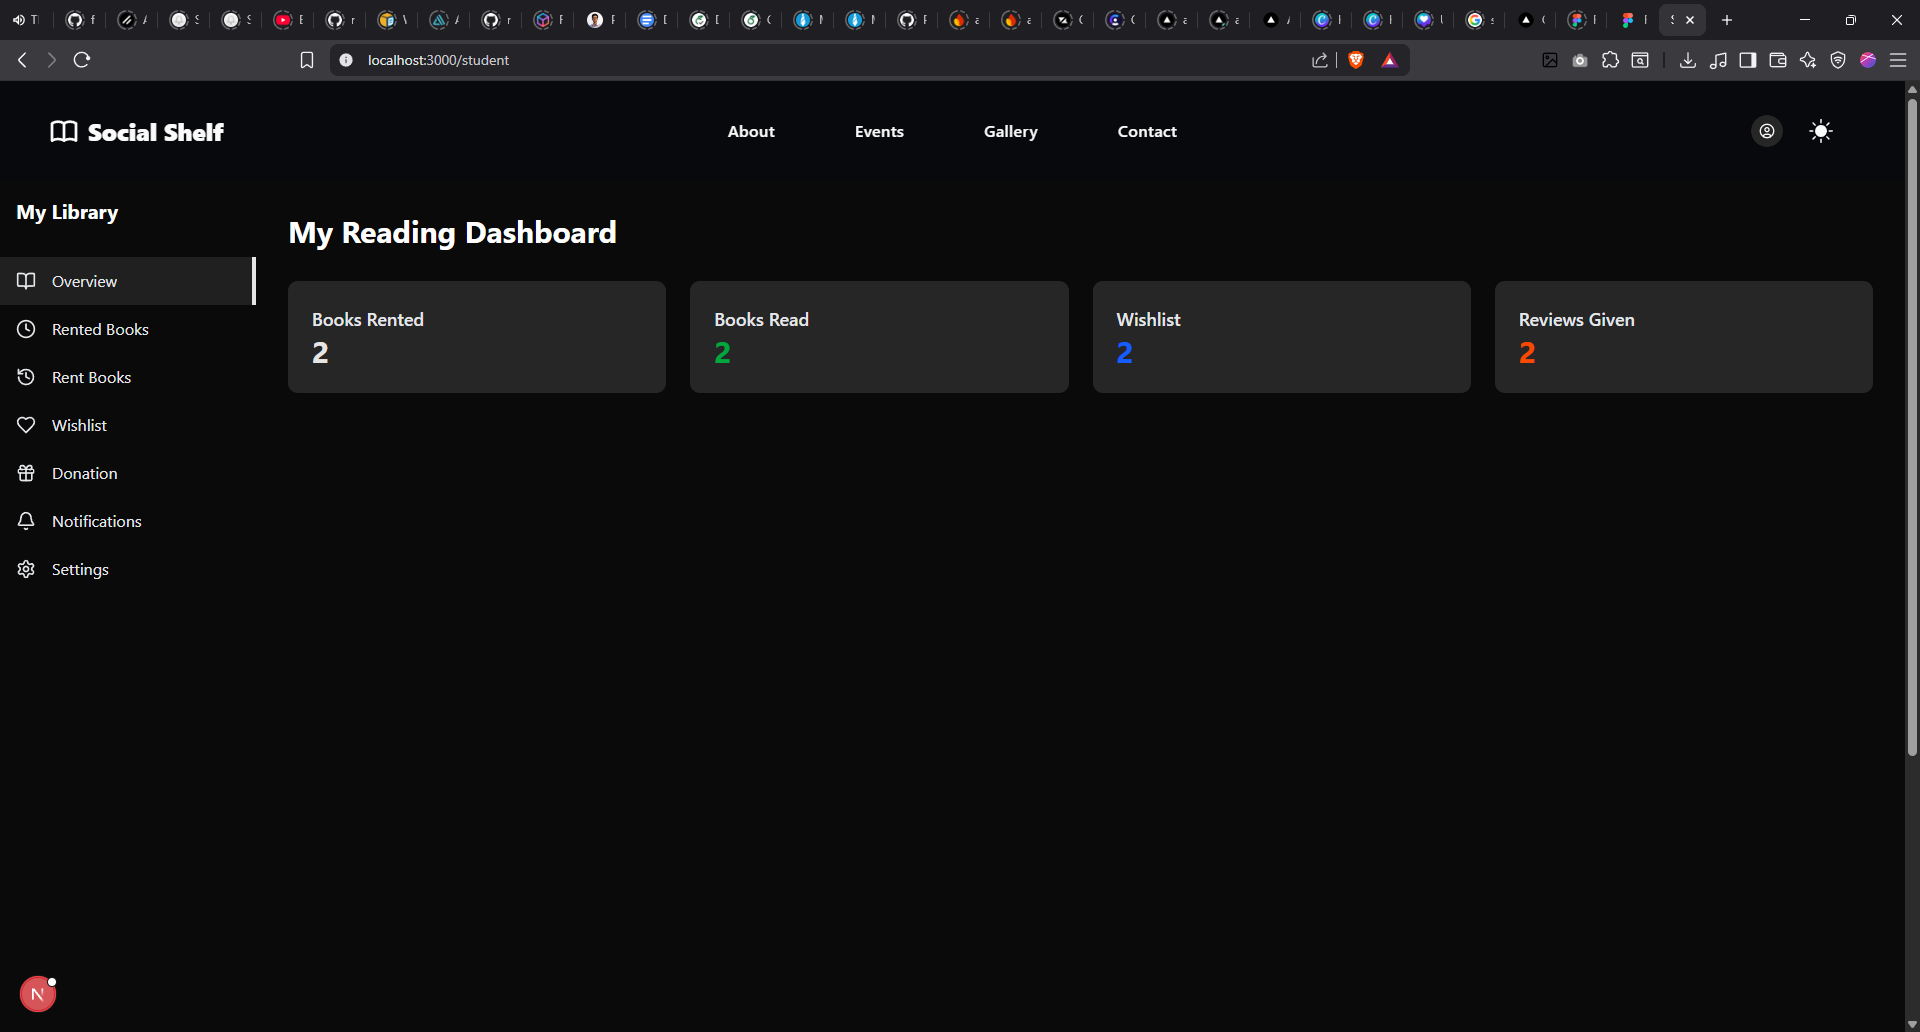 localhost:3000/student
Social Shelf
About
Events
Gallery
Contact
My Library
Overview
Rented Books
Rent Books
Wishlist
Donation
Notifications
Settings
My Reading Dashboard
Books Rented
2
Books Read
2
Wishlist
2
Reviews Given
2
N